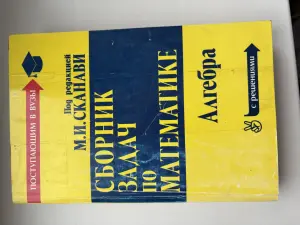 ПОСТУПАЮЩИМ В ВУЗЫ
Под редакцией
М.И.СКАНАВИ
СБОРНИК
ЗАДАЧ
ПО
МАТЕМАТИКЕ
Алгебра
с решениями